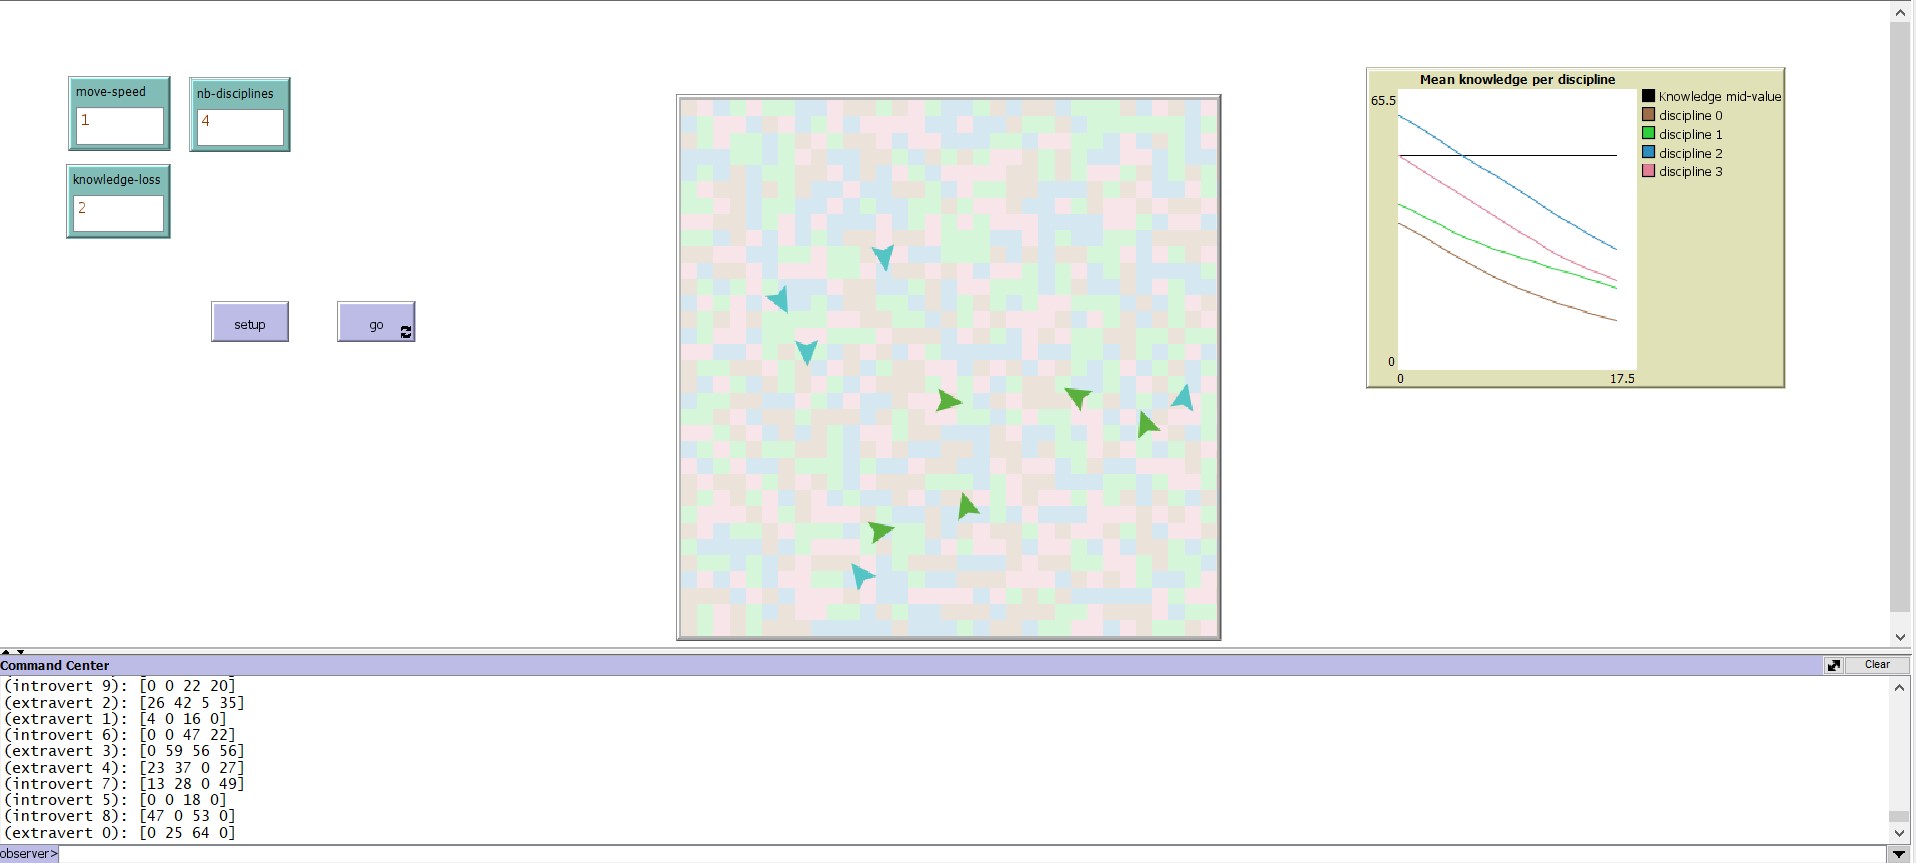 move-speed
1
nb-disciplines
4
knowledge-loss
2
setup
go
Mean knowledge per discipline
65.5
0
0
17.5
Knowledge mid-value
discipline 0
discipline 1
discipline 2
discipline 3
Command Center
Clear
(introvert 9): [0 0 22 20]
(extravert 2): [26 42 5 35]
(extravert 1): [4 0 16 0]
(introvert 6): [0 0 47 22]
(extravert 3): [0 59 56 56]
(extravert 4): [23 37 0 27]
(introvert 7): [13 28 0 49]
(introvert 5): [0 0 18 0]
(introvert 8): [47 0 53 0]
(extravert 0): [0 25 64 0]
observer>